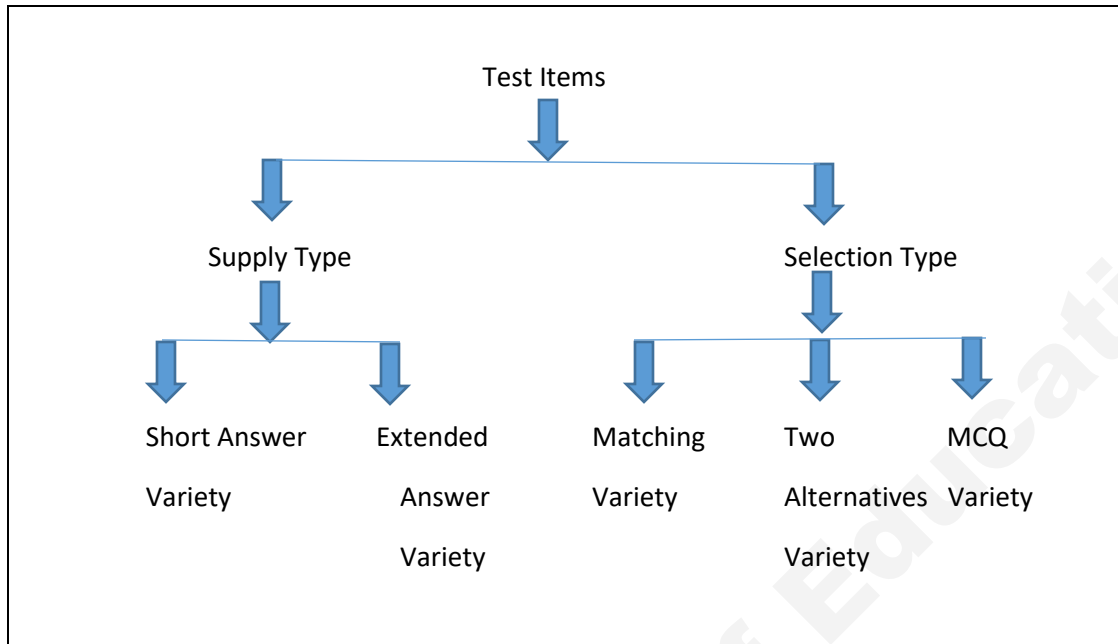 Test Items
Supply Type
Selection Type
Short Answer
Variety
Extended
Answer
Variety
Matching
Variety
Two
Alternatives
Variety
MCQ
Variety
f Educati